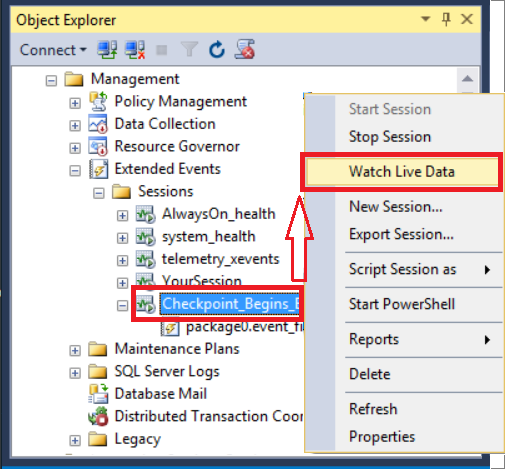 Object Explorer
Connect
Management
Policy Management
Data Collection
Resource Governor
Extended Events
Sessions
AlwaysOn_health
system_health
telemetry_xevents
YourSession
Checkpoint_Begins_
package0.event_fi
Maintenance Plans
SQL Server Logs
Database Mail
Distributed Transaction Coor
Legacy
Start Session
Stop Session
Watch Live Data
New Session...
Export Session...
Script Session as
Start PowerShell
Reports
Delete
Refresh
Properties